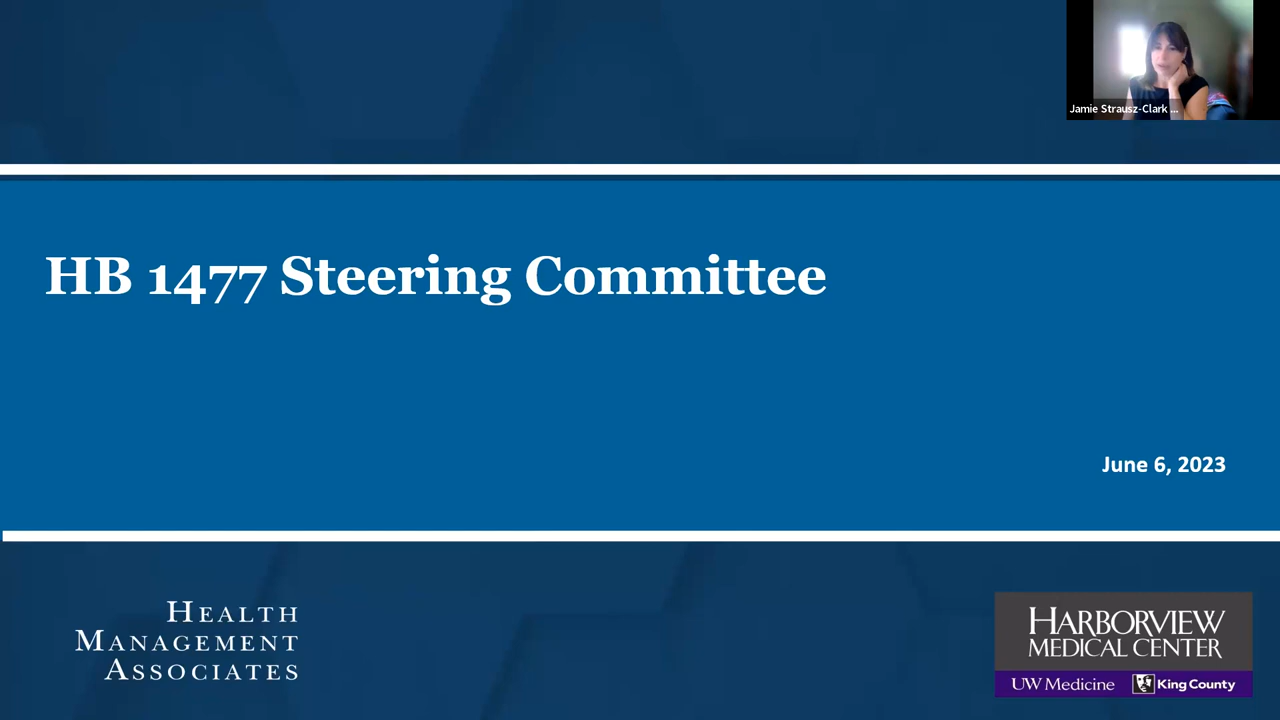 Jamie Strausz-Clark ...
HB 1477 Steering Committee
June 6, 2023
HEALTH
MANAGEMENT
ASSOCIATES
HARBORVIEW
MEDICAL CENTER
UW Medicine
King County